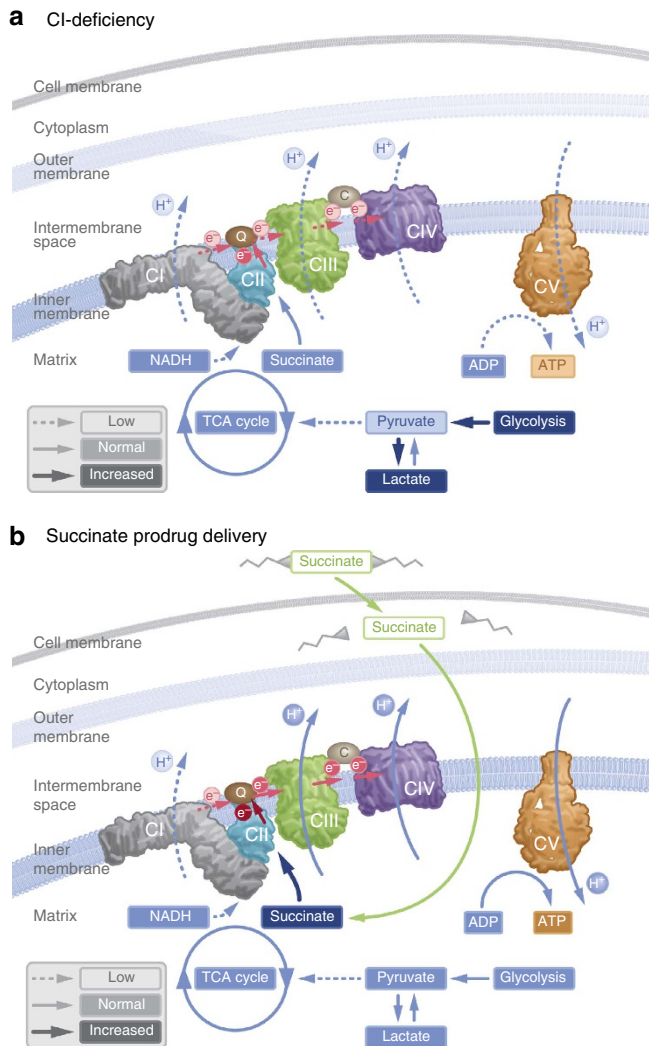 a CI-deficiency
Cell membrane
Cytoplasm
Outer
membrane
H+
H+
H+
Intermembrane
space
e−
Q
e−
e−
C
e−
e−
CI
CII
CIII
CIV
CV
Inner
membrane
H+
Matrix
NADH
Succinate
ADP
ATP
TCA cycle
Pyruvate
Glycolysis
Lactate
Low
Normal
Increased
b Succinate prodrug delivery
Succinate
Succinate
Cell membrane
Cytoplasm
Outer
membrane
H+
H+
H+
Intermembrane
space
e−
Q
e−
e−
C
e−
e−
CI
CII
CIII
CIV
CV
Inner
membrane
H+
Matrix
NADH
Succinate
ADP
ATP
TCA cycle
Pyruvate
Glycolysis
Lactate
Low
Normal
Increased